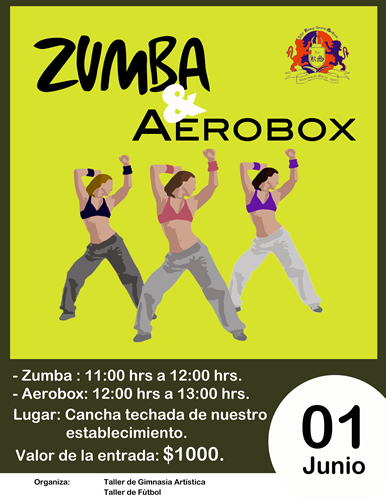 ZUMBA
&
AEROBOX
- Zumba : 11:00 hrs a 12:00 hrs.
- Aerobox: 12:00 hrs a 13:00 hrs.
Lugar: Cancha techada de nuestro
establecimiento.
Valor de la entrada: $1000.
01
Junio
Organiza: Taller de Gimnasia Artística
Taller de Fútbol